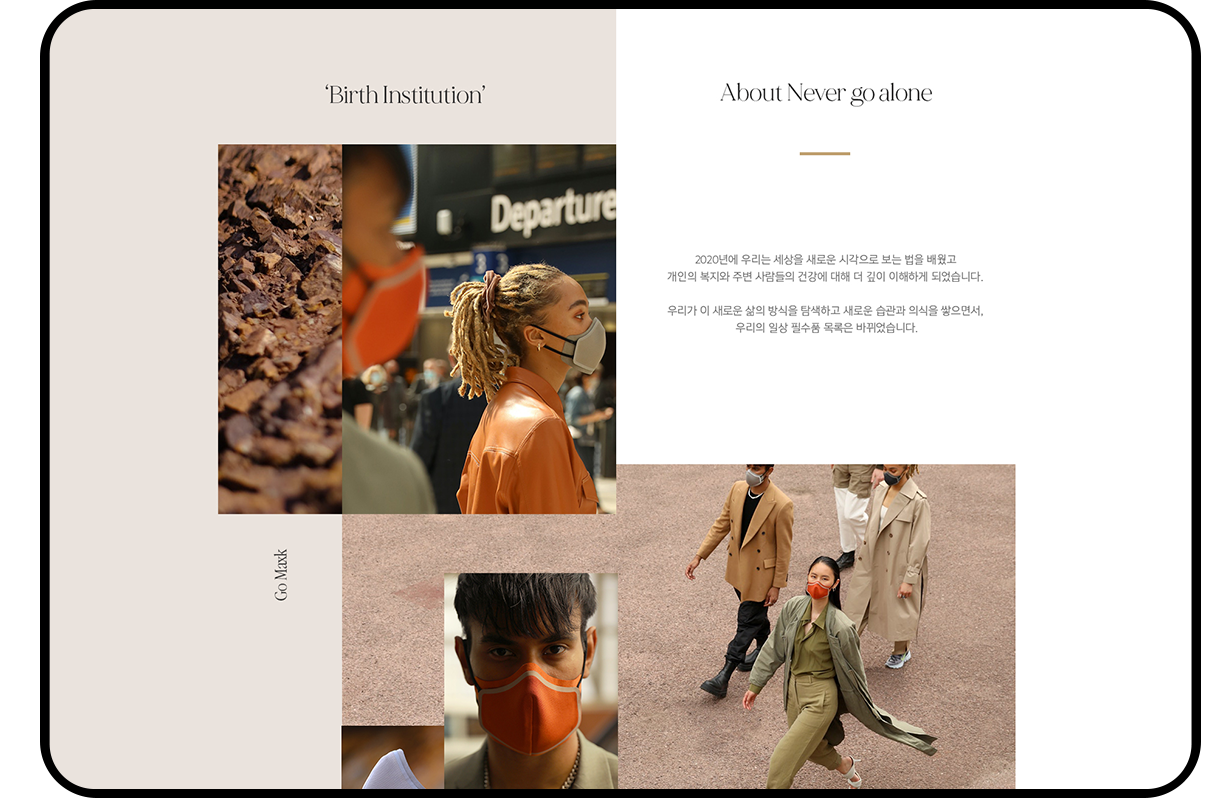 ‘Birth Institution’
About Never go alone
Departure
3 3
2020년에 우리는 세상을 새로운 시각으로 보는 법을 배웠고
개인의 복지와 주변 사람들의 건강에 대해 더 깊이 이해하게 되었습니다.
우리가 이 새로운 삶의 방식을 탐색하고 새로운 습관과 의식을 쌓으면서,
우리의 일상 필수품 목록은 바뀌었습니다.
Go Maxk